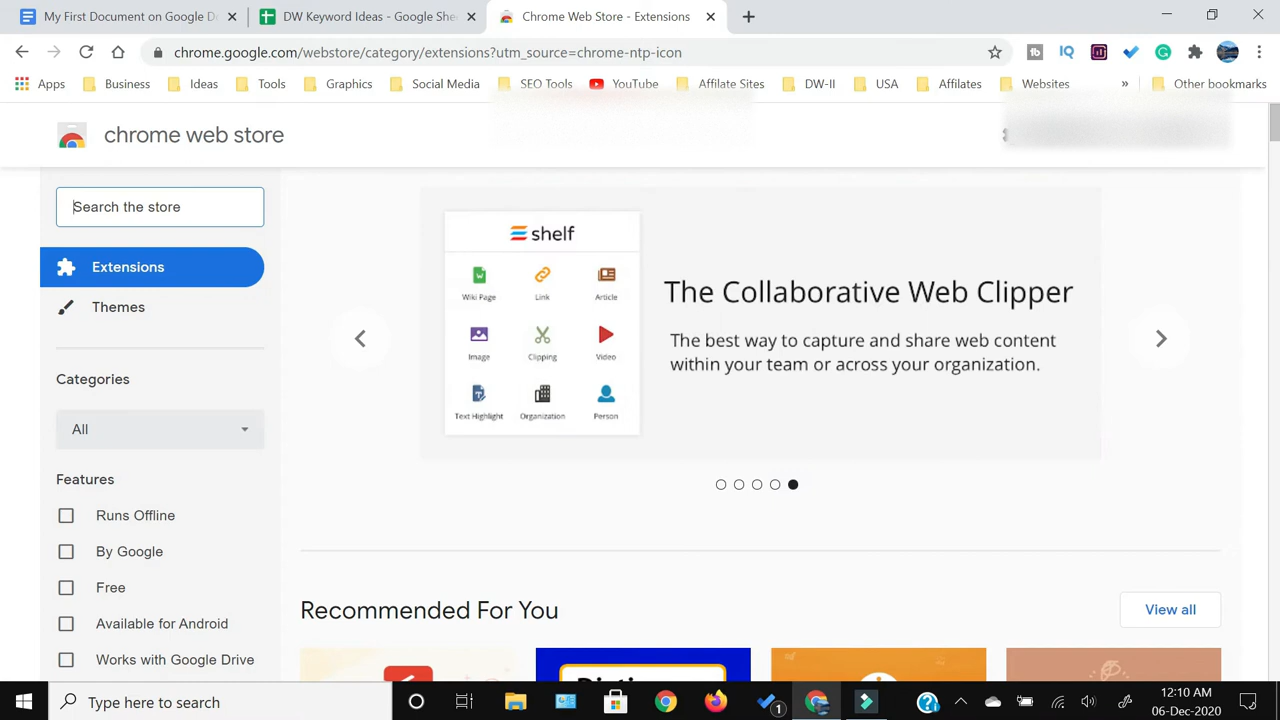 My First Document on Google D
DW Keyword Ideas - Google She
Chrome Web Store - Extensions
chrome.google.com/webstore/category/extensions?utm_source=chrome-ntp-icon
Apps Business Ideas Tools Graphics Social Media SEO Tools YouTube Affiliate Sites DW-II USA Affilates Websites » Other bookmarks
chrome web store
Search the store
Extensions
Themes
Categories
All
Features
Runs Offline
By Google
Free
Available for Android
Works with Google Drive
shelf
Wiki Page Link Article
Image Clipping Video
Text Highlight Organization Person
The Collaborative Web Clipper
The best way to capture and share web content
within your team or across your organization.
Recommended For You
View all
Type here to search
1
12:10 AM
06-Dec-2020